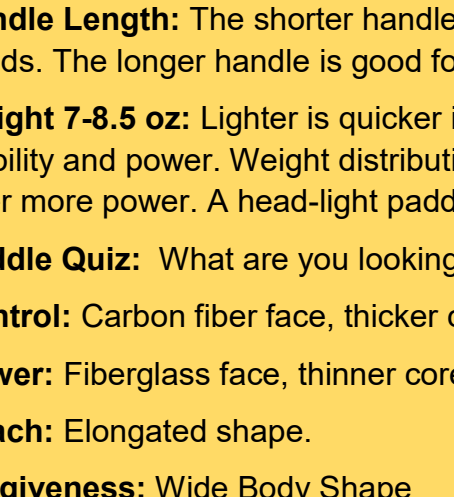 ndle Length: The shorter handle
ds. The longer handle is good fo
ight 7-8.5 oz: Lighter is quicker i
bility and power. Weight distributi
r more power. A head-light padd
ddle Quiz: What are you looking
ntrol: Carbon fiber face, thicker c
wer: Fiberglass face, thinner core
ach: Elongated shape.
rgiveness: Wide Body Shape